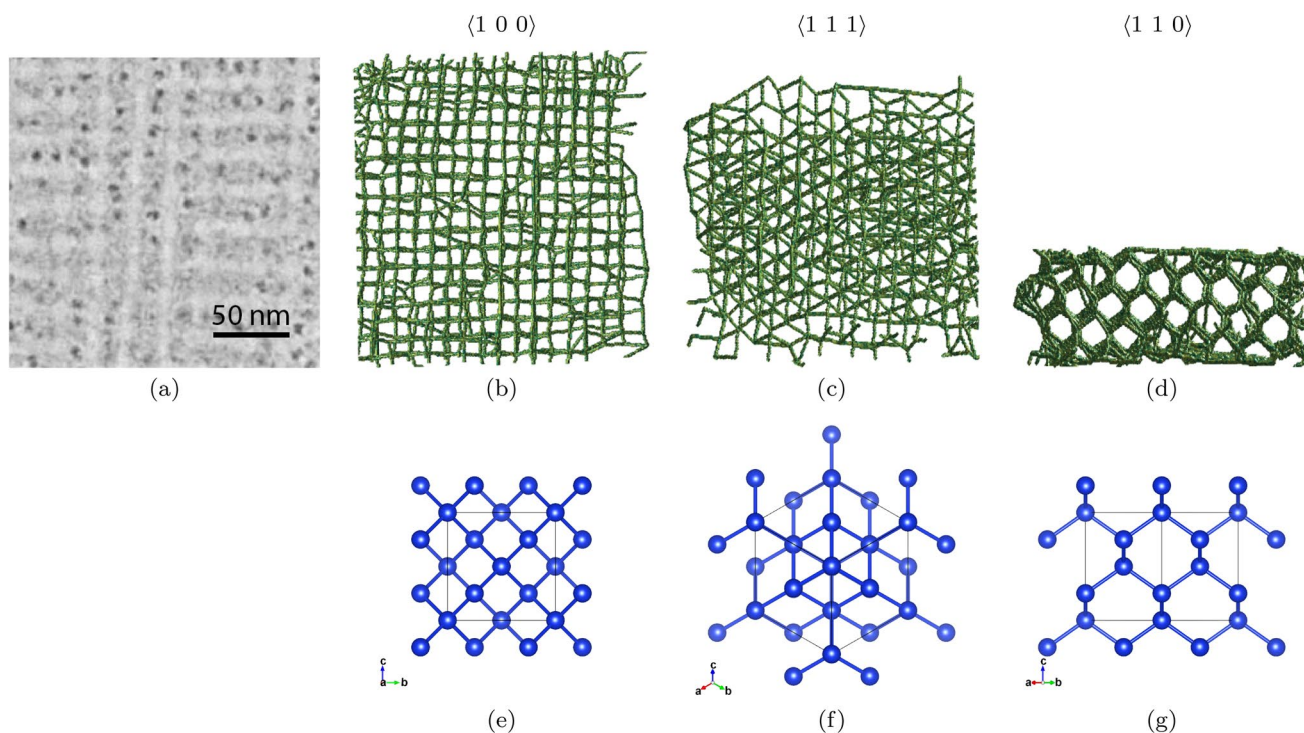 ⟨1 0 0⟩ ⟨1 1 1⟩ ⟨1 1 0⟩
50 nm
(a) (b) (c) (d)
c
a b
c
a b
c
a b
(e) (f) (g)